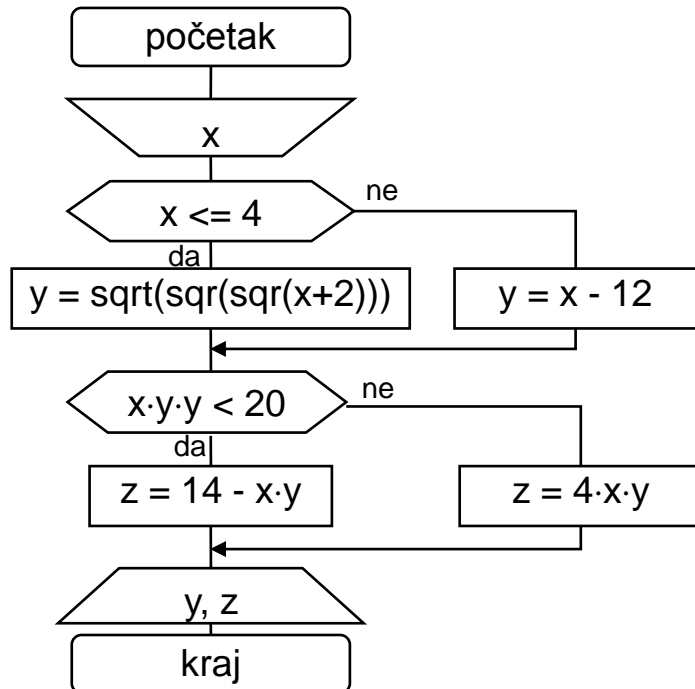 početak
x
x <= 4
ne
da
y = sqrt(sqr(sqr(x+2)))
y = x - 12
x·y·y < 20
ne
da
z = 14 - x·y
z = 4·x·y
y, z
kraj